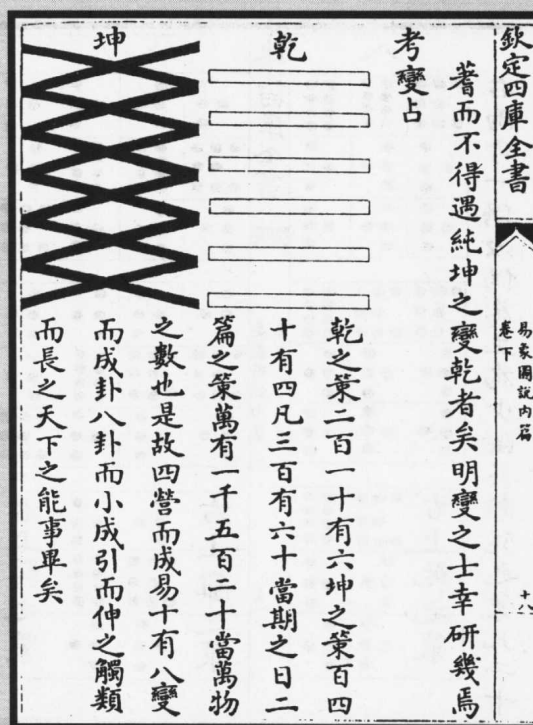 欽定四庫全書
易象圖說內篇
卷下
十八
蓍而不得遇純坤之變乾者矣明變之士幸研幾焉
考變占
乾
坤
乾之筞二百一十有六坤之筞百四
十有四凡三百有六十當期之日二
篇之筞萬有一千五百二十當萬物
之數也是故四營而成易十有八變
而成卦八卦而小成引而伸之觸類
而長之天下之能事畢矣